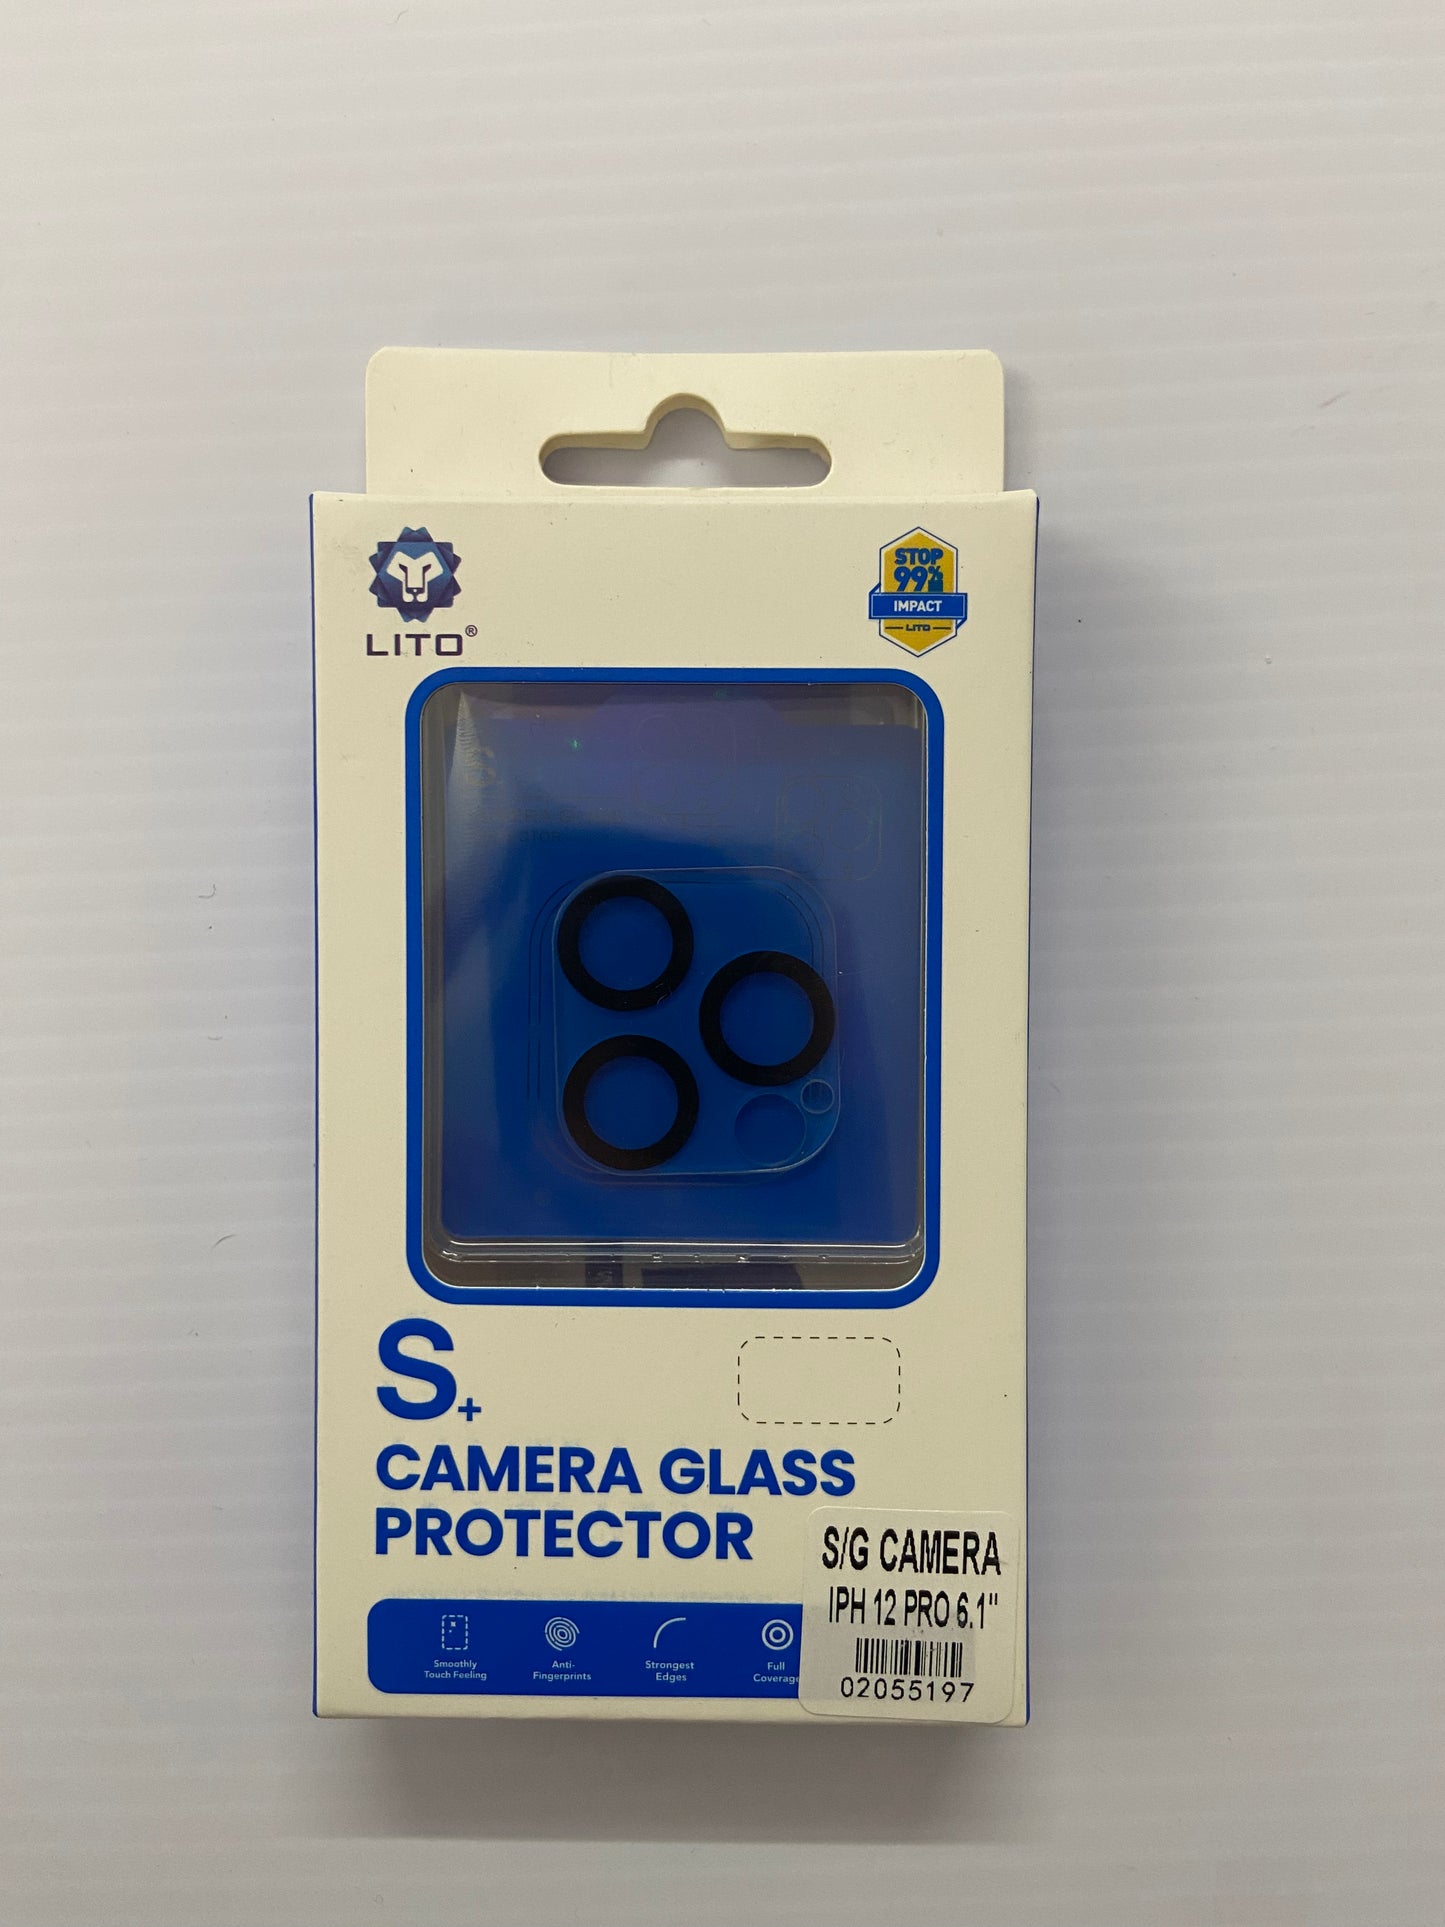 LITO®
STOP
99%
IMPACT
LITO
S+
CAMERA GLASS
PROTECTOR
S/G CAMERA
IPH 12 PRO 6.1"
02055197
Smoothly
Touch Feeling
Anti-
Fingerprints
Strongest
Edges
Full
Coverage